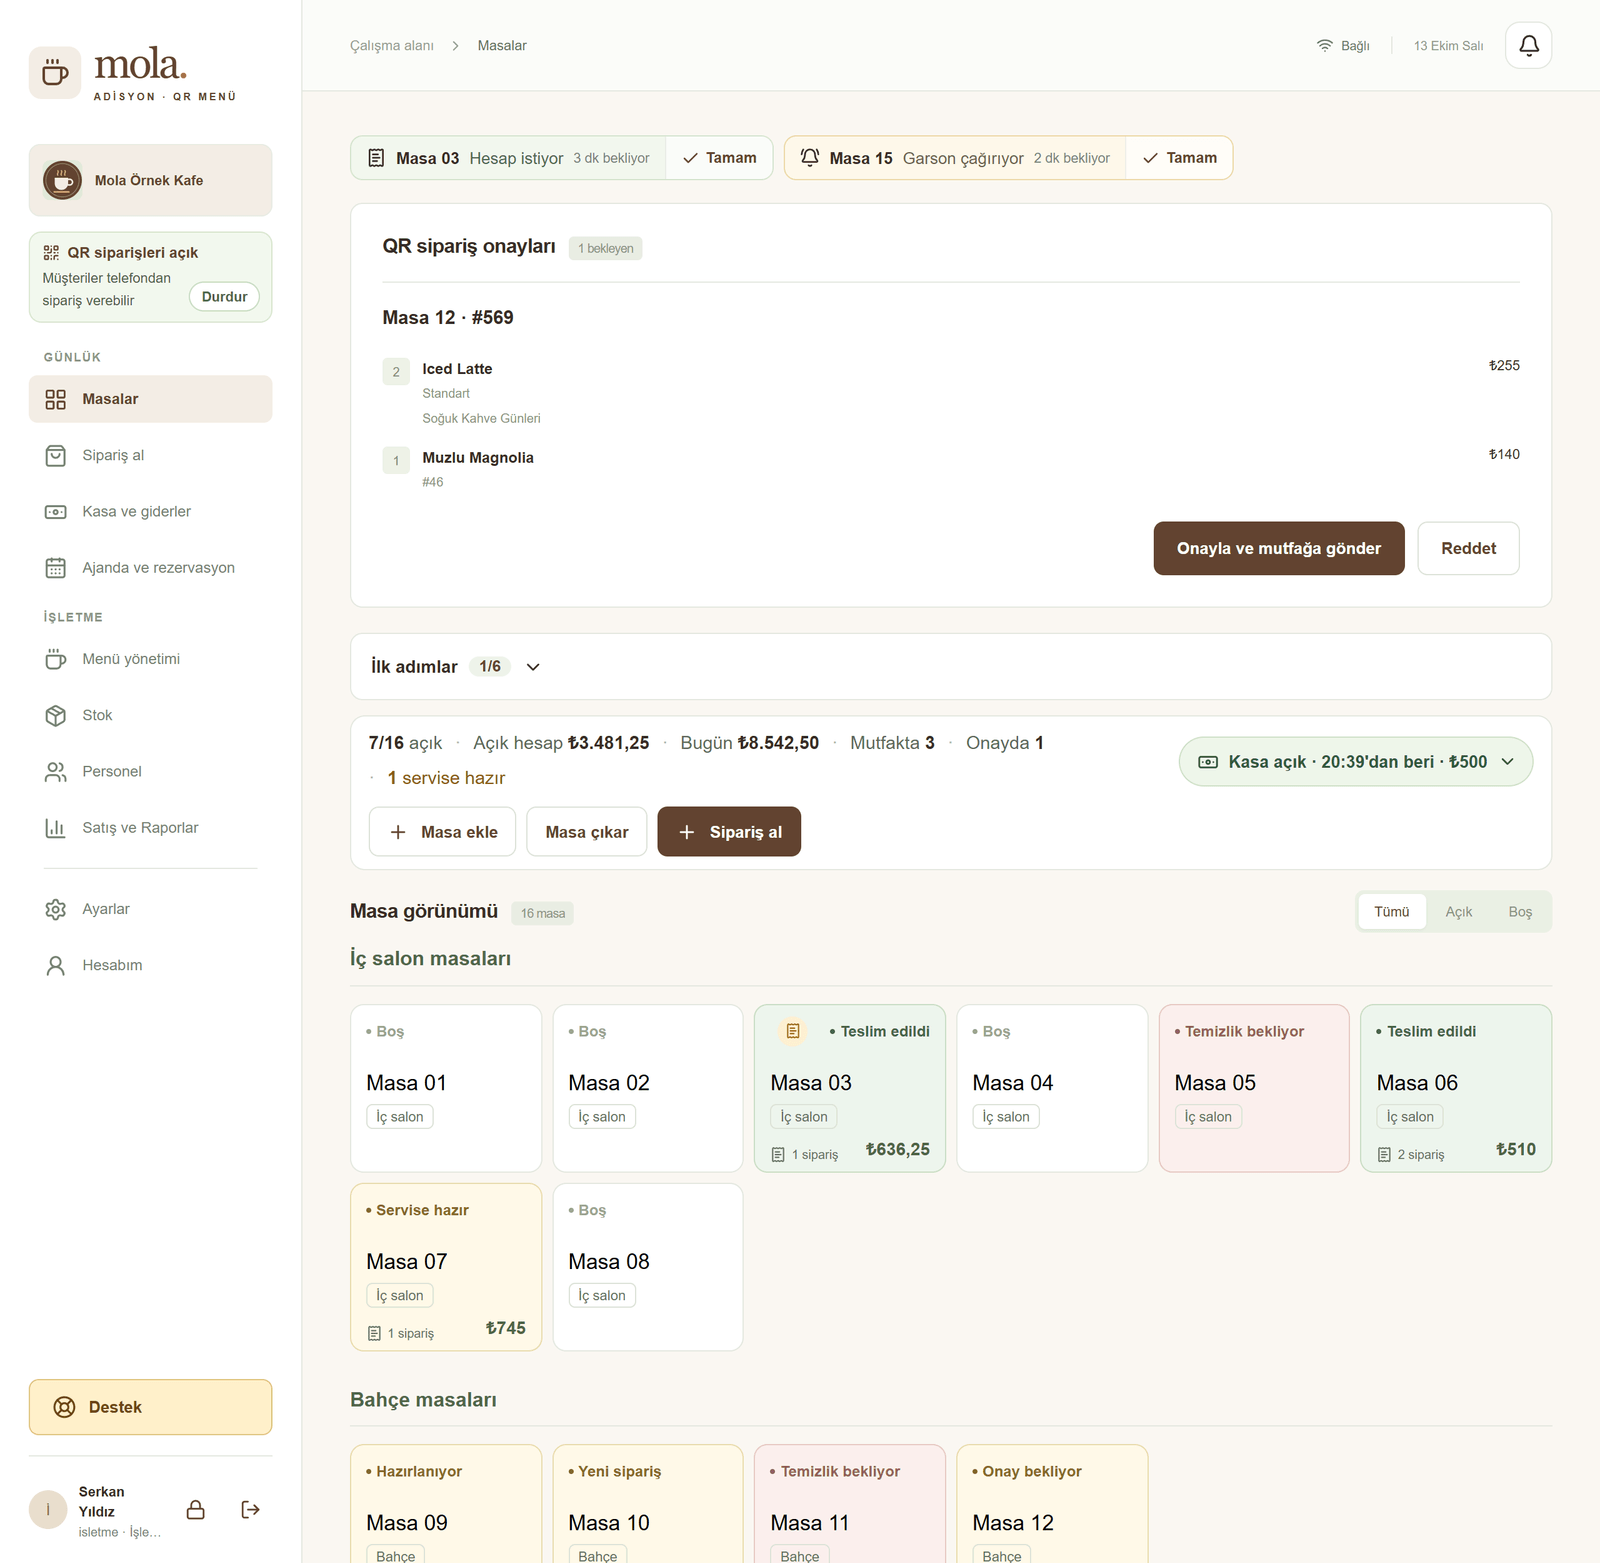 mola.
ADİSYON · QR MENÜ
Mola Örnek Kafe
QR siparişleri açık
Müşteriler telefondan
sipariş verebilir
Durdur
GÜNLÜK
Masalar
Sipariş al
Kasa ve giderler
Ajanda ve rezervasyon
İŞLETME
Menü yönetimi
Stok
Personel
Satış ve Raporlar
Ayarlar
Hesabım
Destek
İ
Serkan
Yıldız
isletme · İşle...
Çalışma alanı > Masalar
Bağlı
13 Ekim Salı
Masa 03 Hesap istiyor 3 dk bekliyor Tamam
Masa 15 Garson çağırıyor 2 dk bekliyor Tamam
QR sipariş onayları 1 bekleyen
Masa 12 · #569
2 Iced Latte ₺255
Standart
Soğuk Kahve Günleri
1 Muzlu Magnolia ₺140
#46
Onayla ve mutfağa gönder
Reddet
İlk adımlar 1/6
7/16 açık · Açık hesap ₺3.481,25 · Bugün ₺8.542,50 · Mutfakta 3 · Onayda 1
· 1 servise hazır
Kasa açık · 20:39'dan beri · ₺500
+ Masa ekle
Masa çıkar
+ Sipariş al
Masa görünümü 16 masa
Tümü Açık Boş
İç salon masaları
• Boş
Masa 01
İç salon
• Boş
Masa 02
İç salon
• Teslim edildi
Masa 03
İç salon
1 sipariş ₺636,25
• Boş
Masa 04
İç salon
• Temizlik bekliyor
Masa 05
İç salon
• Teslim edildi
Masa 06
İç salon
2 sipariş ₺510
• Servise hazır
Masa 07
İç salon
1 sipariş ₺745
• Boş
Masa 08
İç salon
Bahçe masaları
• Hazırlanıyor
Masa 09
Bahçe
• Yeni sipariş
Masa 10
Bahçe
• Temizlik bekliyor
Masa 11
Bahçe
• Onay bekliyor
Masa 12
Bahçe